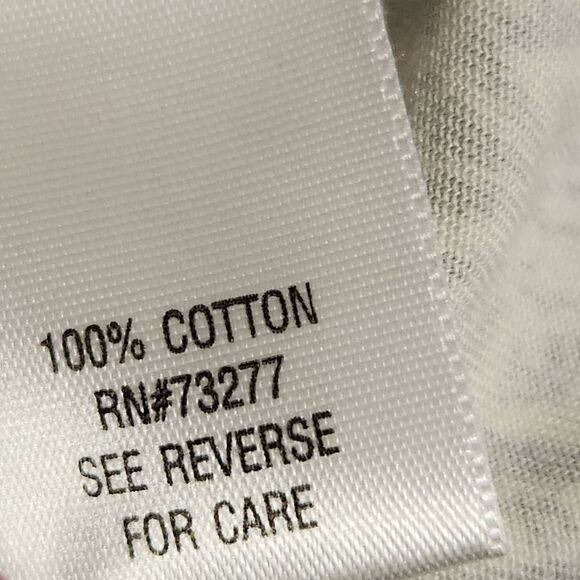 100% COTTON
RN#73277
SEE REVERSE
FOR CARE